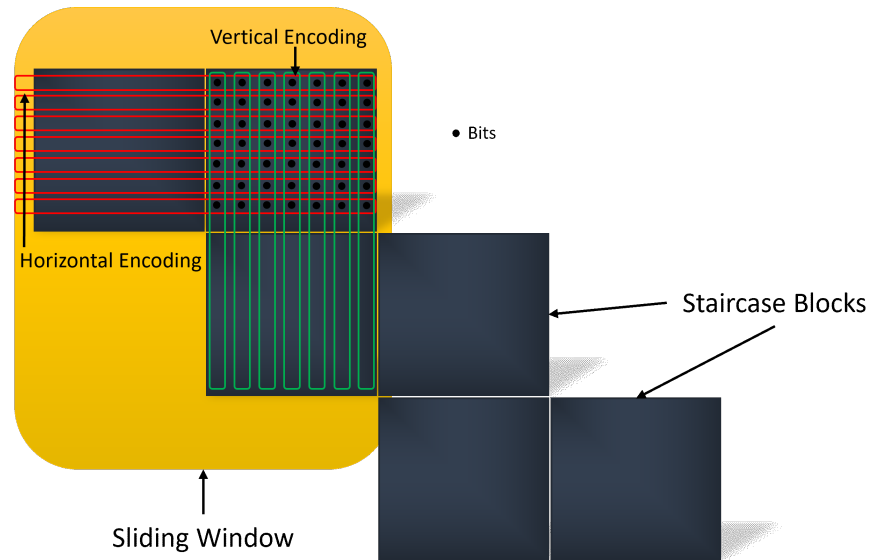 Vertical Encoding
Bits
Horizontal Encoding
Staircase Blocks
Sliding Window